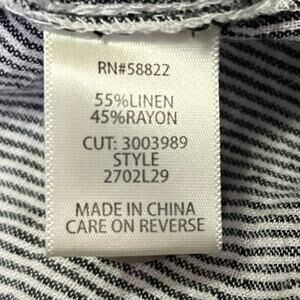 RN#58822
55%LINEN
45%RAYON
CUT: 3003989
STYLE
2702L29
MADE IN CHINA
CARE ON REVERSE